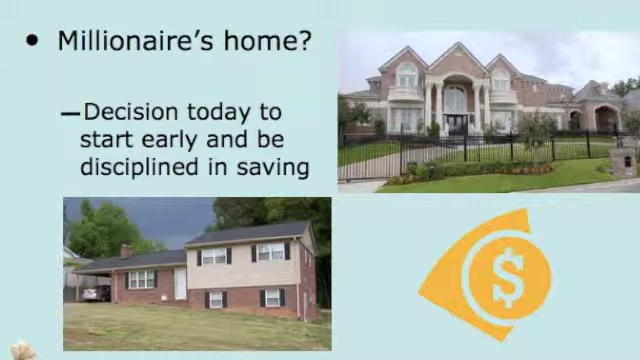 • Millionaire’s home?
—Decision today to
start early and be
disciplined in saving
$